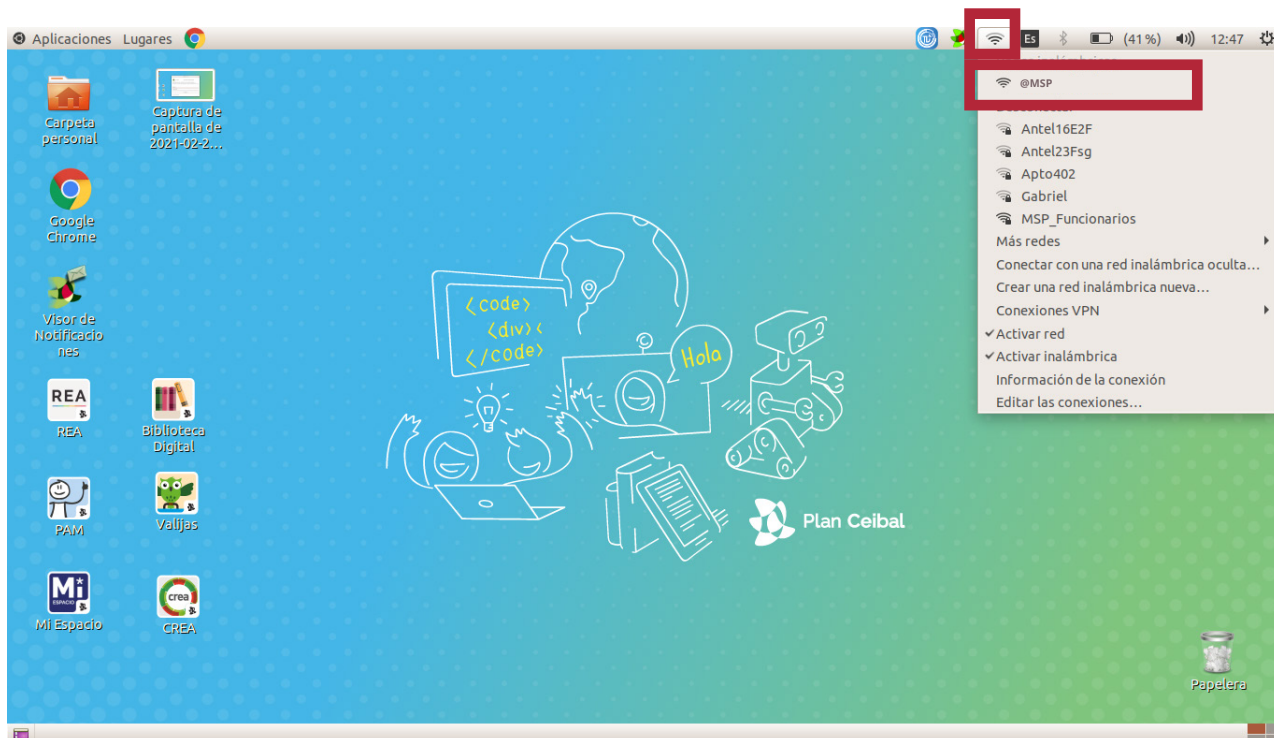 Aplicaciones Lugares
Es (41 %) 12:47
@MSP
Antel16E2F
Antel23Fsg
Apto402
Gabriel
MSP_Funcionarios
Más redes
Conectar con una red inalámbrica oculta...
Crear una red inalámbrica nueva...
Conexiones VPN
Activar red
Activar inalámbrica
Información de la conexión
Editar las conexiones...
Carpeta
personal
Captura de
pantalla de
2021-02-2...
Google
Chrome
Visor de
Notificacio
nes
REA
REA
Biblioteca
Digital
PAM
Valijas
Mi
ESPACIO
Mi Espacio
crea
CREA
<code>
<div><
</code>
Hola
Plan Ceibal
Papelera